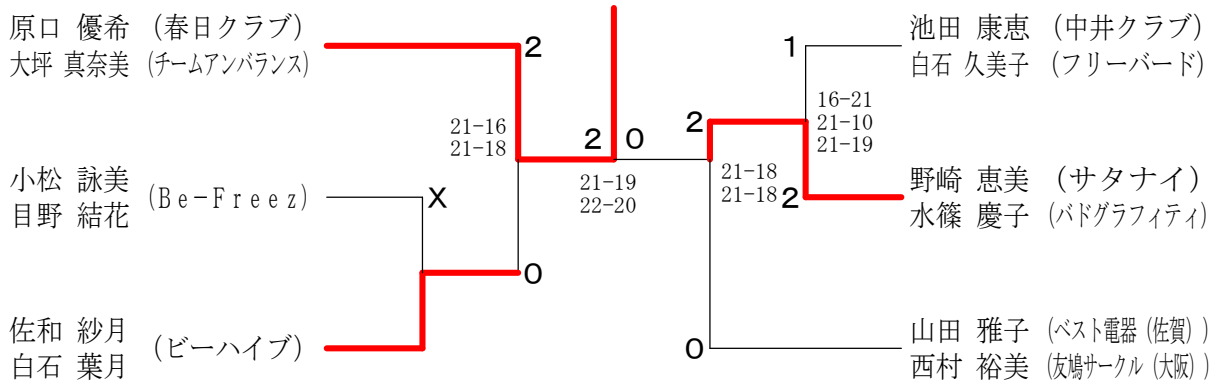 原口 優希 (春日クラブ)
大坪 真奈美 (チームアンバランス)
2
21-16
21-18
小松 詠美
目野 結花
(Be-Freez)
X
0
佐和 紗月
白石 葉月
(ビーハイブ)
2 0
21-19
22-20
池田 康恵 (中井クラブ)
白石 久美子 (フリーバード)
1
16-21
21-10
21-19
2
21-18
21-18
2
野崎 恵美 (サタナイ)
水篠 慶子 (バドグラフィティ)
0
山田 雅子 (ベスト電器(佐賀))
西村 裕美 (友鳩サークル(大阪))